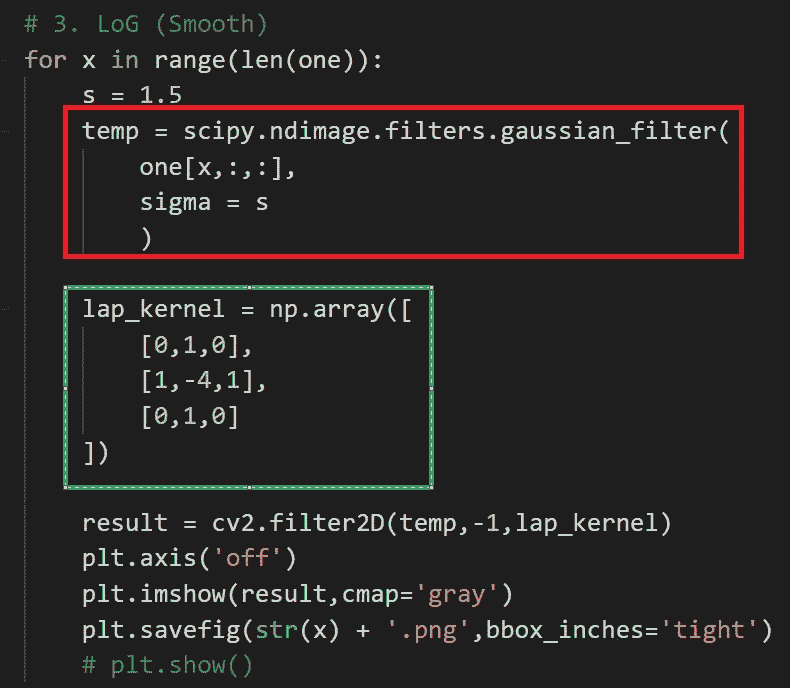 # 3. LoG (Smooth)
for x in range(len(one)):
s = 1.5
temp = scipy.ndimage.filters.gaussian_filter(
one[x,:,:],
sigma = s
)
lap_kernel = np.array([
[0,1,0],
[1,-4,1],
[0,1,0]
])
result = cv2.filter2D(temp,-1,lap_kernel)
plt.axis('off')
plt.imshow(result,cmap='gray')
plt.savefig(str(x) + '.png',bbox_inches='tight')
# plt.show()